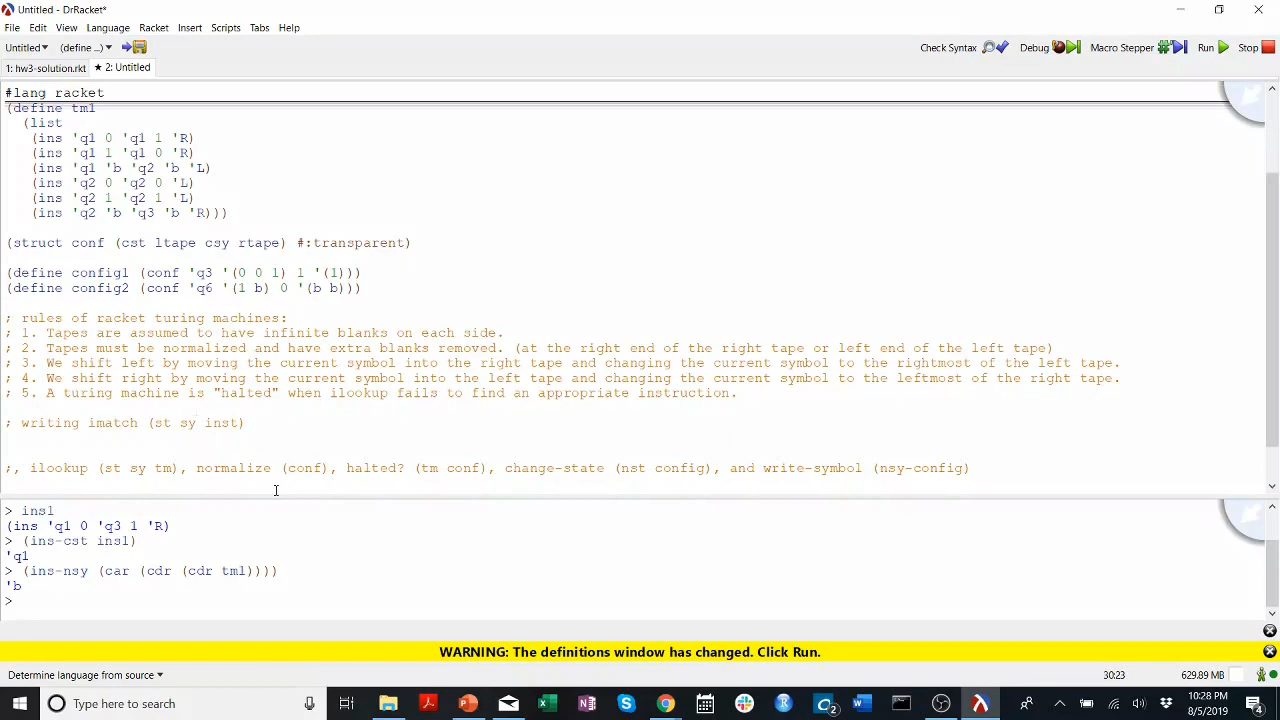 Untitled - DrRacket*
File Edit View Language Racket Insert Scripts Tabs Help
Untitled (define ...) Check Syntax Debug Macro Stepper Run Stop
1: hw3-solution.rkt ★ 2: Untitled
#lang racket
(define tm1
(list
(ins 'q1 0 'q1 1 'R)
(ins 'q1 1 'q1 0 'R)
(ins 'q1 'b 'q2 'b 'L)
(ins 'q2 0 'q2 0 'L)
(ins 'q2 1 'q2 1 'L)
(ins 'q2 'b 'q3 'b 'R)))
(struct conf (cst ltape csy rtape) #:transparent)
(define config1 (conf 'q3 '(0 0 1) 1 '(1)))
(define config2 (conf 'q6 '(1 b) 0 '(b b)))
; rules of racket turing machines:
; 1. Tapes are assumed to have infinite blanks on each side.
; 2. Tapes must be normalized and have extra blanks removed. (at the right end of the right tape or left end of the left tape)
; 3. We shift left by moving the current symbol into the right tape and changing the current symbol to the rightmost of the left tape.
; 4. We shift right by moving the current symbol into the left tape and changing the current symbol to the leftmost of the right tape.
; 5. A turing machine is "halted" when ilookup fails to find an appropriate instruction.
; writing imatch (st sy inst)
;, ilookup (st sy tm), normalize (conf), halted? (tm conf), change-state (nst config), and write-symbol (nsy-config)
> ins1
(ins 'q1 0 'q3 1 'R)
> (ins-cst ins1)
'q1
> (ins-nsy (car (cdr (cdr tm1))))
'b
>
WARNING: The definitions window has changed. Click Run.
Determine language from source 30:23 629.89 MB
Type here to search
10:28 PM
8/5/2019